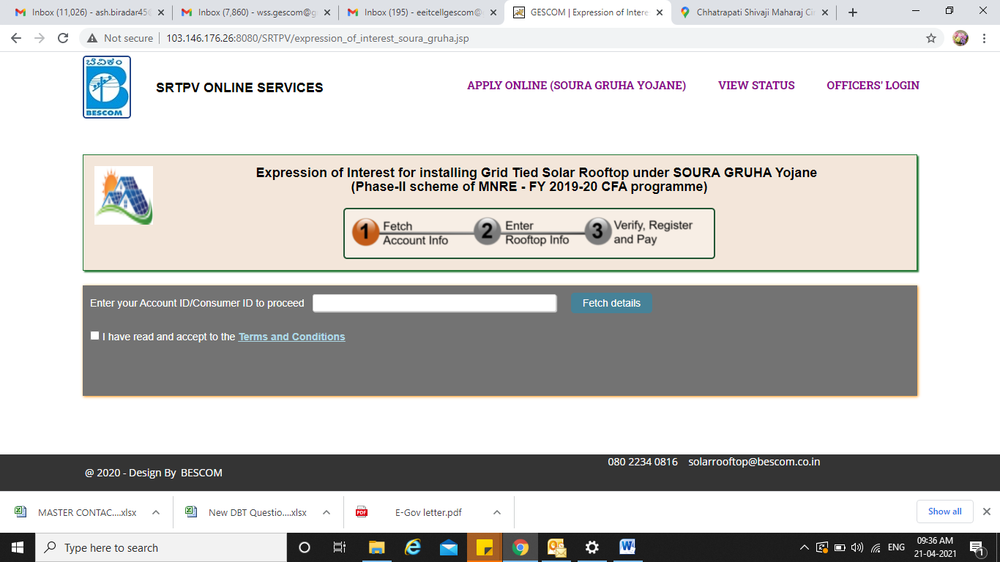 Inbox (11,026) - ash.biradar45
Inbox (7,860) - wss.gescom@g
Inbox (195) - eeitcellgescom@
GESCOM | Expression of Intere
Chhatrapati Shivaji Maharaj Cir
Not secure
103.146.176.26:8080/SRTPV/expression_of_interest_soura_gruha.jsp
ಬೆವಿಕಂ
BESCOM
SRTPV ONLINE SERVICES
APPLY ONLINE (SOURA GRUHA YOJANE)
VIEW STATUS
OFFICERS' LOGIN
Expression of Interest for installing Grid Tied Solar Rooftop under SOURA GRUHA Yojane
(Phase-II scheme of MNRE - FY 2019-20 CFA programme)
1 Fetch
Account Info
2 Enter
Rooftop Info
3 Verify, Register
and Pay
Enter your Account ID/Consumer ID to proceed
Fetch details
I have read and accept to the Terms and Conditions
080 2234 0816 solarrooftop@bescom.co.in
@ 2020 - Design By BESCOM
MASTER CONTAC....xlsx
New DBT Questio....xlsx
PDF
E-Gov letter.pdf
Show all
Type here to search
ENG
09:36 AM
21-04-2021
1